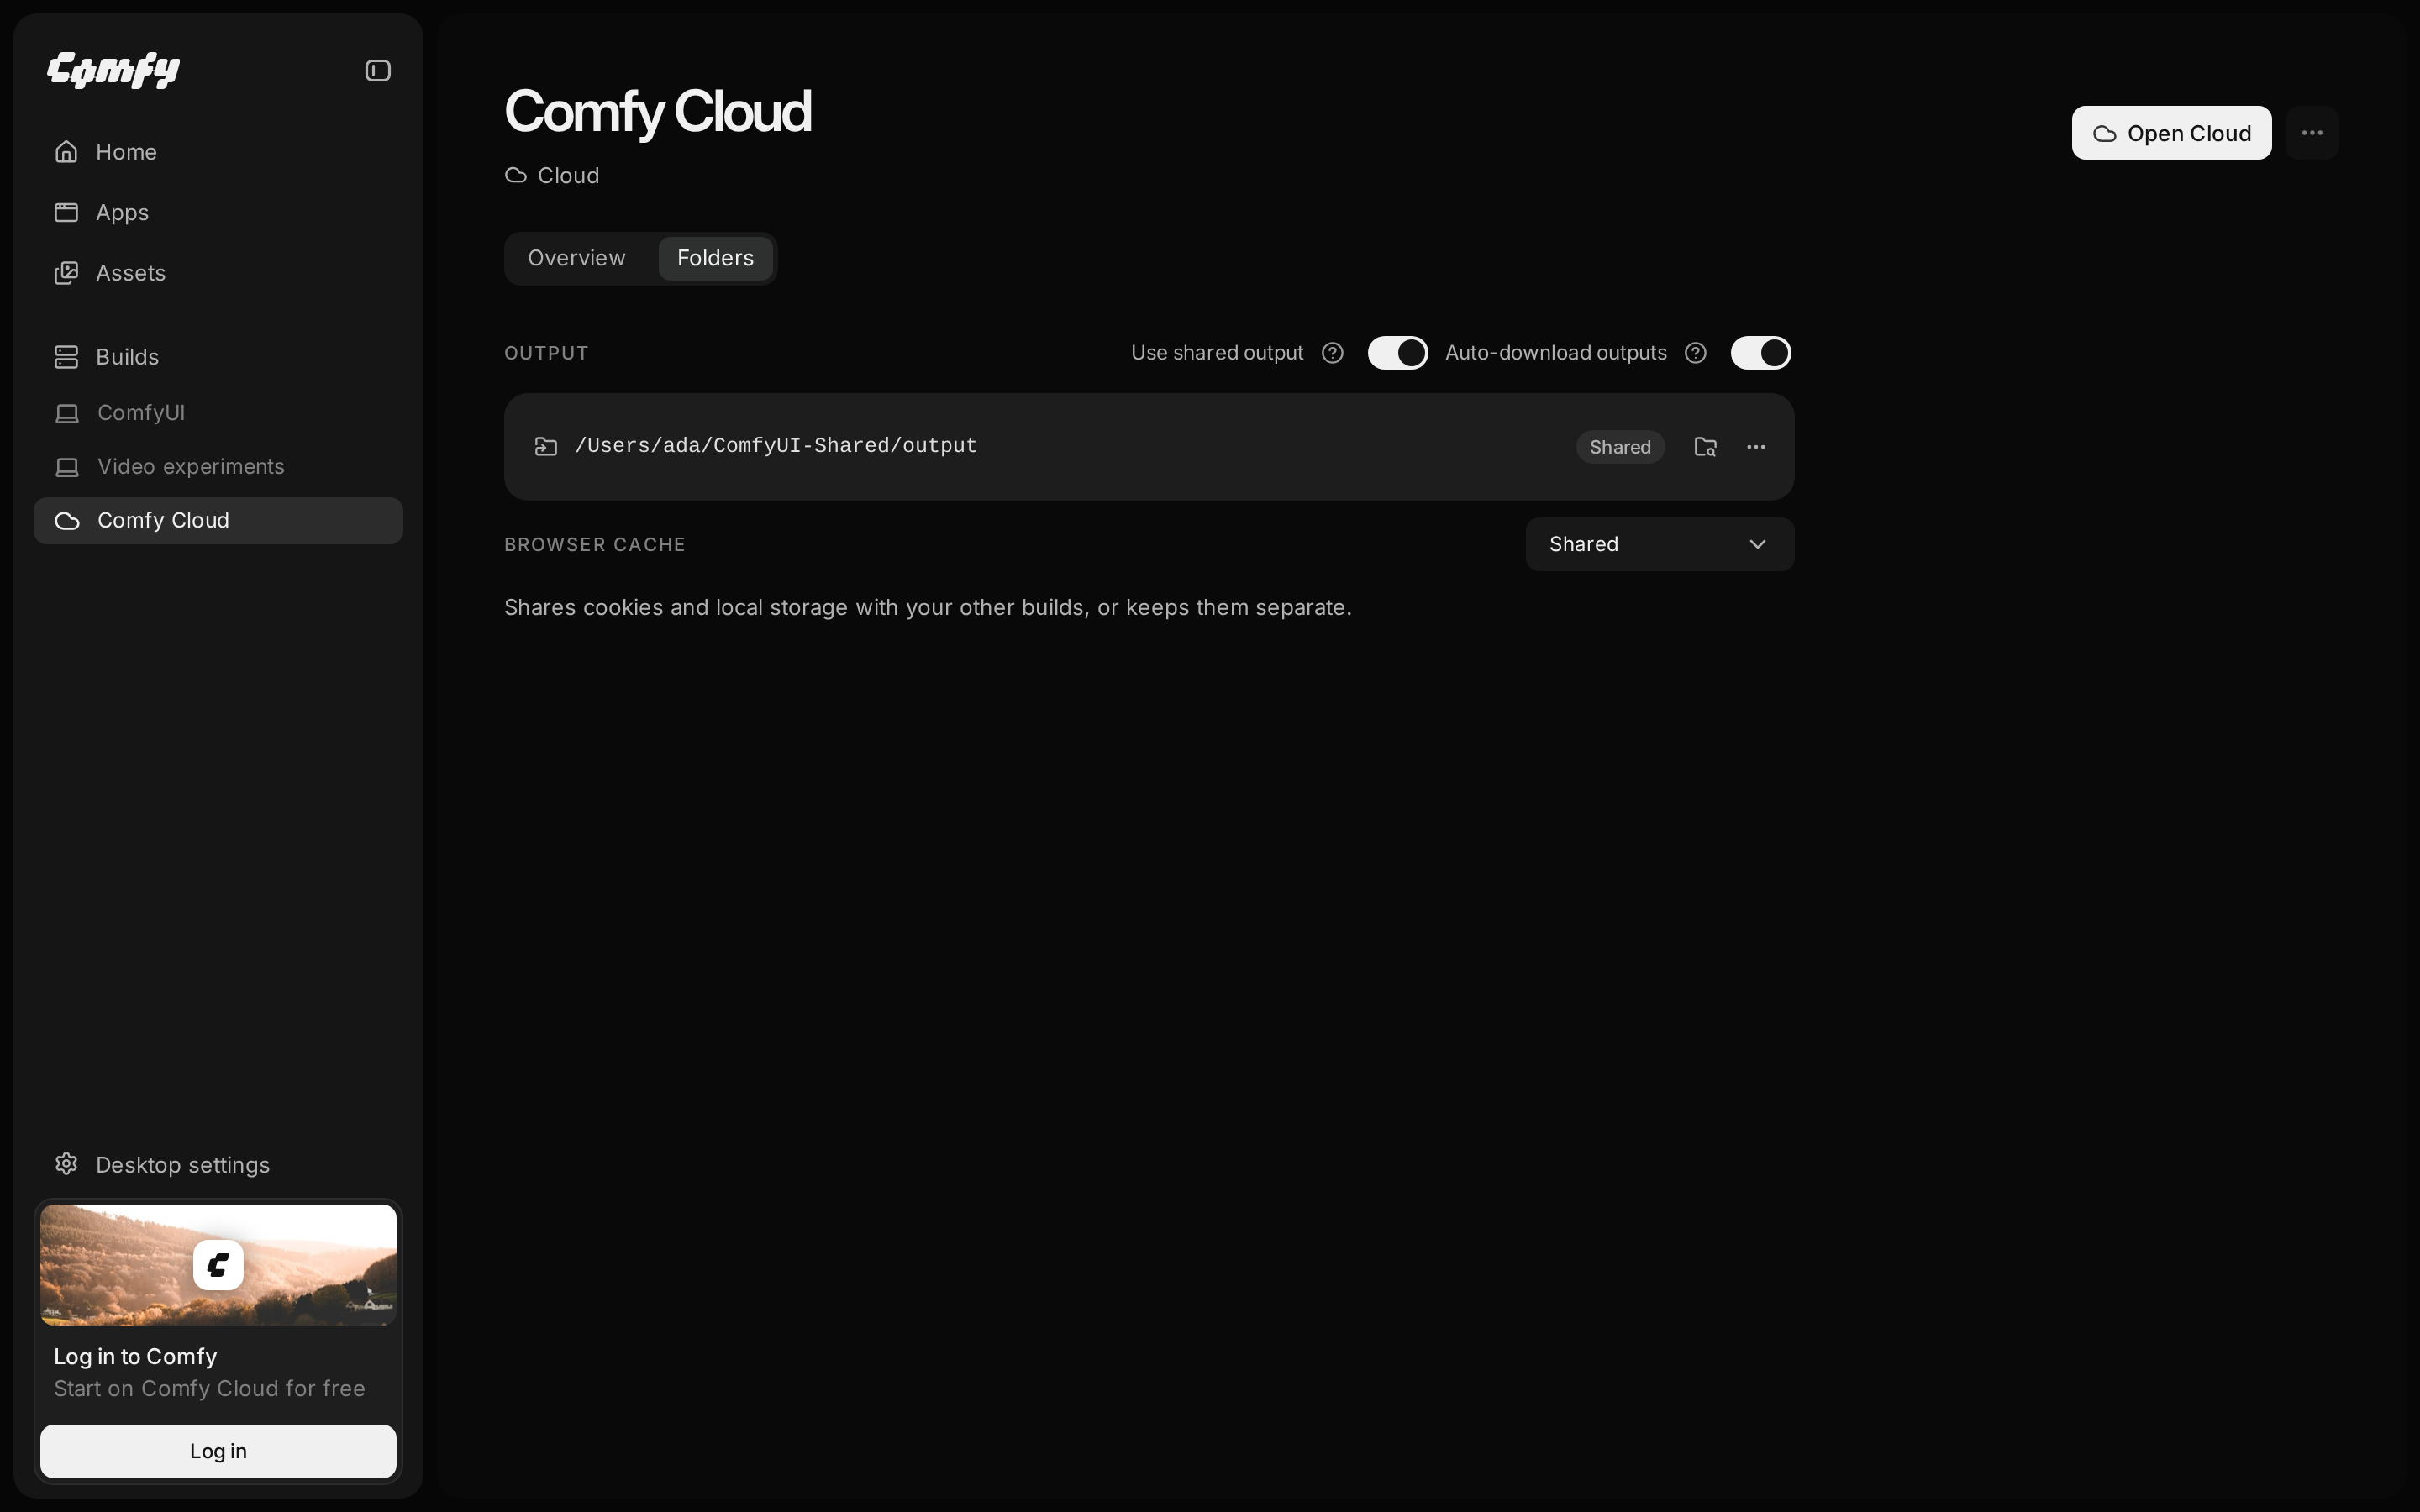 Comfy
Home
Apps
Assets
Builds
ComfyUI
Video experiments
Comfy Cloud
Desktop settings
Log in to Comfy
Start on Comfy Cloud for free
Log in
Comfy Cloud
Cloud
Open Cloud
Overview
Folders
OUTPUT
Use shared output
Auto-download outputs
/Users/ada/ComfyUI-Shared/output
Shared
BROWSER CACHE
Shared
Shares cookies and local storage with your other builds, or keeps them separate.